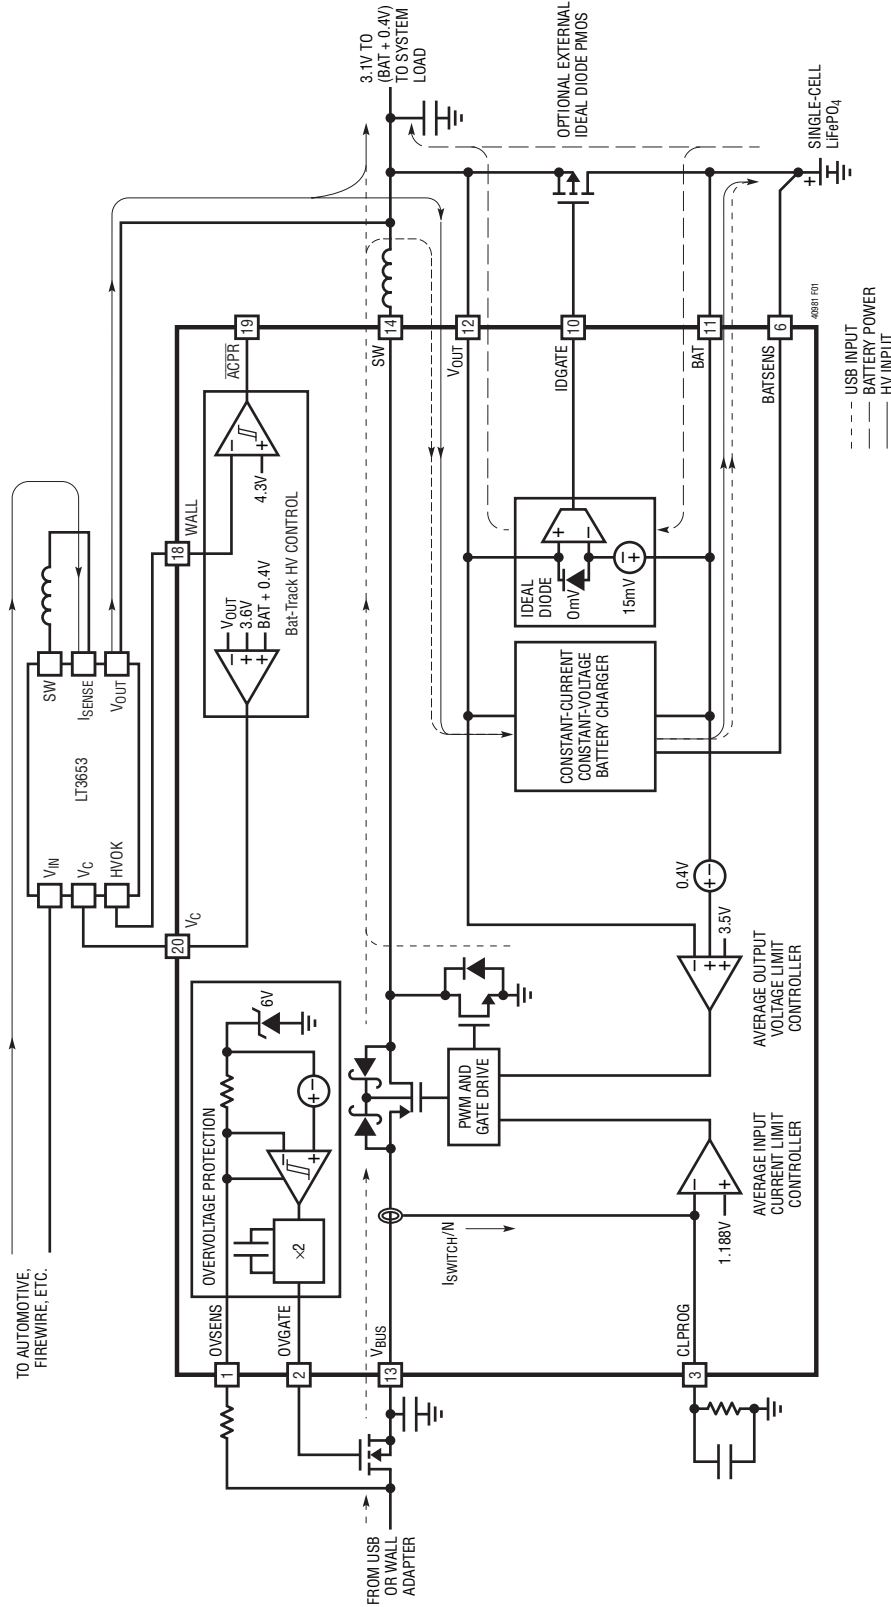 TO AUTOMOTIVE,
FIREWIRE, ETC.
VIN
VC
HVOK
LT3653
SW
ISENSE
VOUT
20
VC
18
WALL
VOUT
3.6V
BAT + 0.4V
4.3V
Bat-Track HV CONTROL
ACPR
19
OVSENS
1
OVGATE
2
OVERVOLTAGE PROTECTION
×2
6V
VBUS
13
FROM USB
OR WALL
ADAPTER
ISWITCH/N
PWM AND
GATE DRIVE
SW
14
3.1V TO
(BAT + 0.4V)
TO SYSTEM
LOAD
VOUT
12
IDGATE
10
OPTIONAL EXTERNAL
IDEAL DIODE PMOS
IDEAL
DIODE
0mV
15mV
CONSTANT-CURRENT
CONSTANT-VOLTAGE
BATTERY CHARGER
BAT
11
BATSENS
6
SINGLE-CELL
LiFePO4
+
0.4V
3.5V
AVERAGE OUTPUT
VOLTAGE LIMIT
CONTROLLER
1.188V
AVERAGE INPUT
CURRENT LIMIT
CONTROLLER
CLPROG
3
40981 F01
USB INPUT
BATTERY POWER
HV INPUT